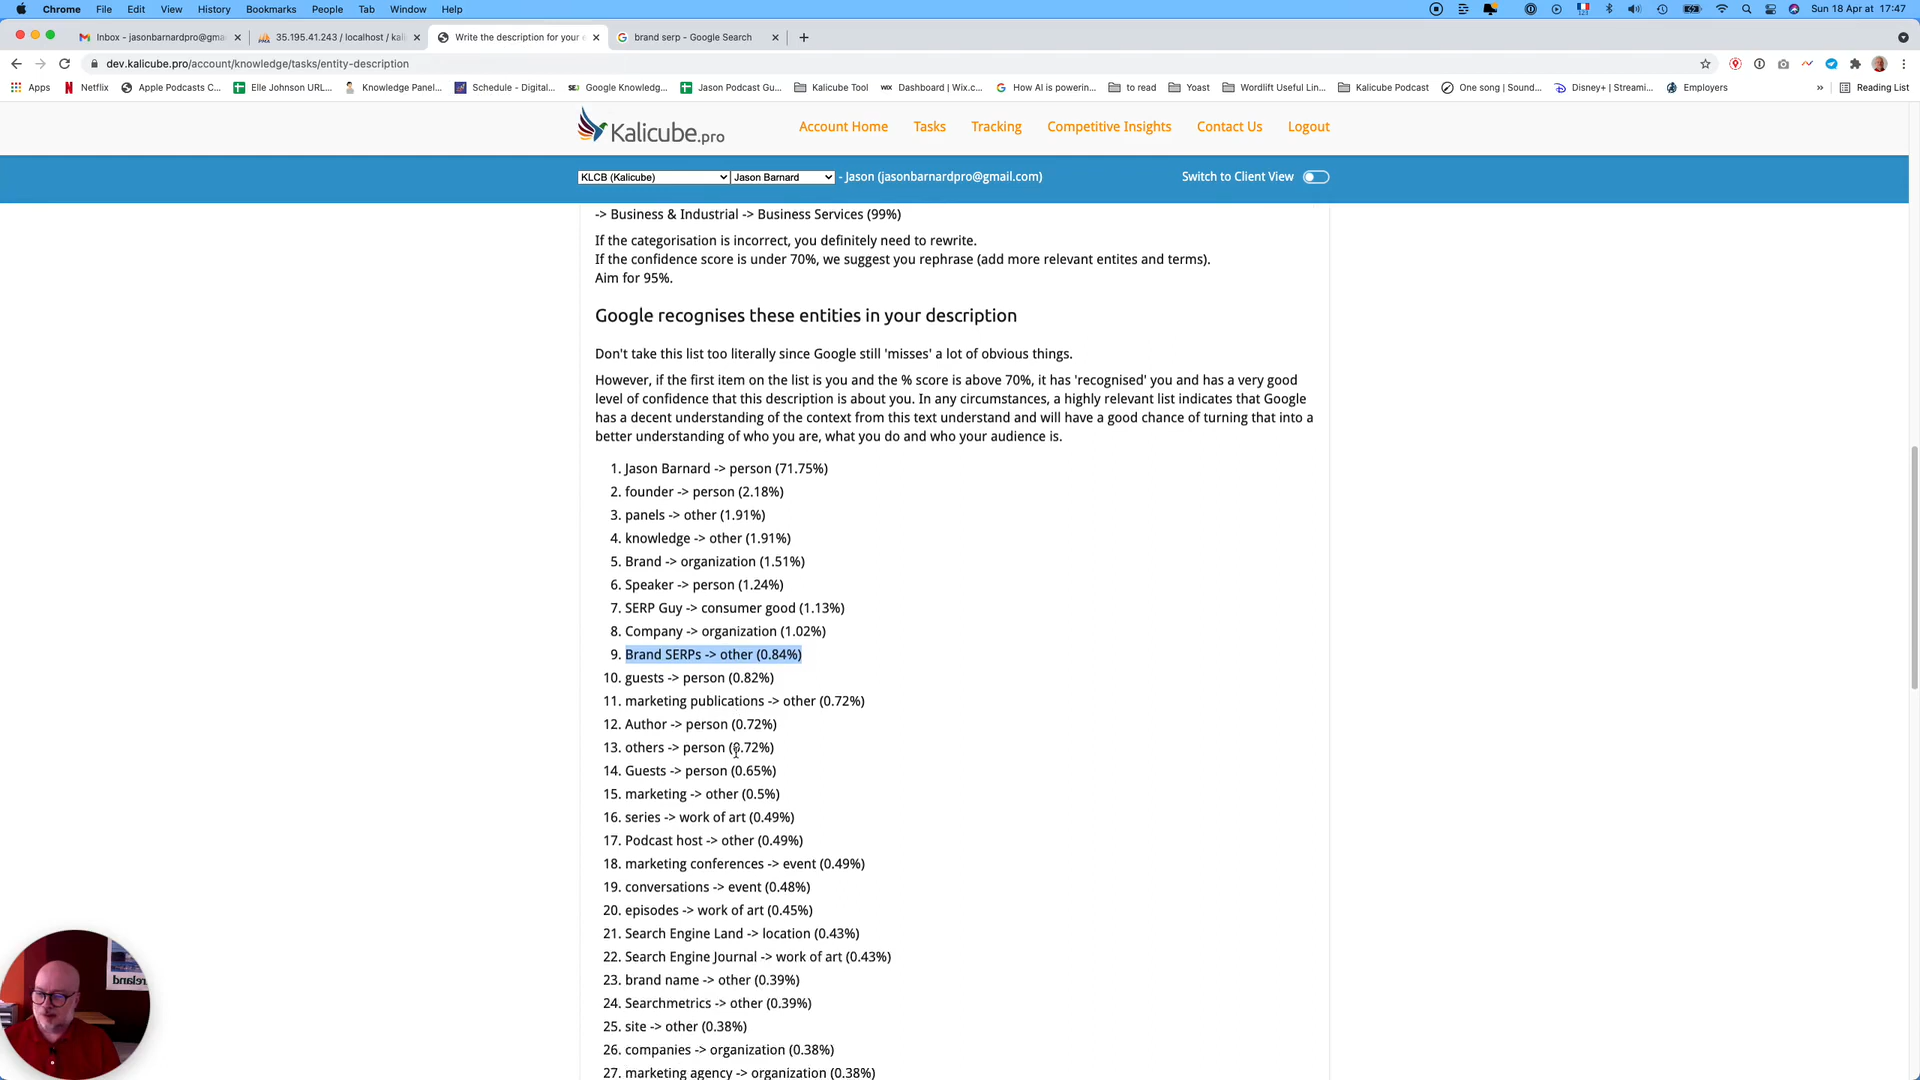 Chrome File Edit View History Bookmarks People Tab Window Help Sun 18 Apr at 17:47
Inbox - jasonbarnardpro@gma 35.195.41.243 / localhost / kal Write the description for your e brand serp - Google Search
dev.kalicube.pro/account/knowledge/tasks/entity-description
Apps Netflix Apple Podcasts C... Elle Johnson URL... Knowledge Panel... Schedule - Digital... Google Knowledg... Jason Podcast Gu... Kalicube Tool Dashboard | Wix.c... How AI is powerin... to read Yoast Wordlift Useful Lin... Kalicube Podcast One song | Sound... Disney+ | Streami... Employers » Reading List
Kalicube.pro Account Home Tasks Tracking Competitive Insights Contact Us Logout
KLCB (Kalicube) Jason Barnard - Jason (jasonbarnardpro@gmail.com) Switch to Client View
-> Business & Industrial -> Business Services (99%)
If the categorisation is incorrect, you definitely need to rewrite.
If the confidence score is under 70%, we suggest you rephrase (add more relevant entites and terms).
Aim for 95%.
Google recognises these entities in your description
Don't take this list too literally since Google still 'misses' a lot of obvious things.
However, if the first item on the list is you and the % score is above 70%, it has 'recognised' you and has a very good
level of confidence that this description is about you. In any circumstances, a highly relevant list indicates that Google
has a decent understanding of the context from this text understand and will have a good chance of turning that into a
better understanding of who you are, what you do and who your audience is.
1. Jason Barnard -> person (71.75%)
2. founder -> person (2.18%)
3. panels -> other (1.91%)
4. knowledge -> other (1.91%)
5. Brand -> organization (1.51%)
6. Speaker -> person (1.24%)
7. SERP Guy -> consumer good (1.13%)
8. Company -> organization (1.02%)
9. Brand SERPs -> other (0.84%)
10. guests -> person (0.82%)
11. marketing publications -> other (0.72%)
12. Author -> person (0.72%)
13. others -> person (0.72%)
14. Guests -> person (0.65%)
15. marketing -> other (0.5%)
16. series -> work of art (0.49%)
17. Podcast host -> other (0.49%)
18. marketing conferences -> event (0.49%)
19. conversations -> event (0.48%)
20. episodes -> work of art (0.45%)
21. Search Engine Land -> location (0.43%)
22. Search Engine Journal -> work of art (0.43%)
23. brand name -> other (0.39%)
24. Searchmetrics -> other (0.39%)
25. site -> other (0.38%)
26. companies -> organization (0.38%)
27. marketing agency -> organization (0.38%)